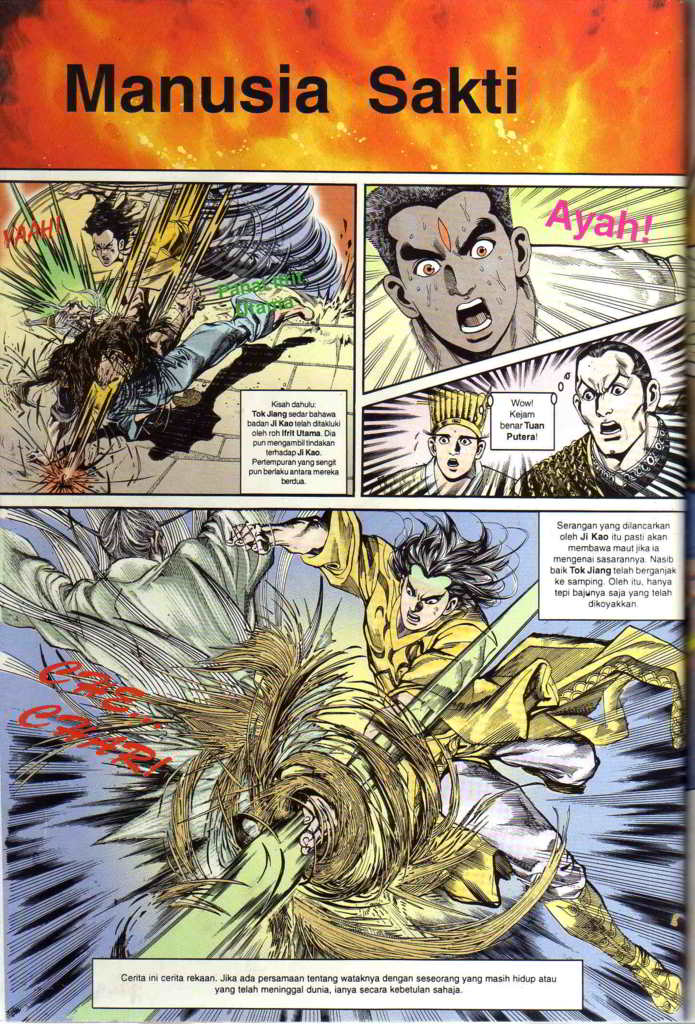 Manusia Sakti
YAAH!
Ayah!
Kisah dahulu:
Tok Jiang sedar bahawa
badan Ji Kao telah ditakluki
oleh roh Ifrit Utama. Dia
pun mengambil tindakan
terhadap Ji Kao.
Pertempuran yang sengit
pun berlaku antara mereka
berdua.
Wow!
Kejam
benar Tuan
Putera!
Serangan yang dilancarkan
oleh Ji Kao itu pasti akan
membawa maut jika ia
mengenai sasarannya. Nasib
baik Tok Jiang telah berganjak
ke samping. Oleh itu, hanya
tepi bajunya saja yang telah
dikoyakkan.
CHE...
CHAR!
Cerita ini cerita rekaan. Jika ada persamaan tentang wataknya dengan seseorang yang masih hidup atau
yang telah meninggal dunia, ianya secara kebetulan sahaja.